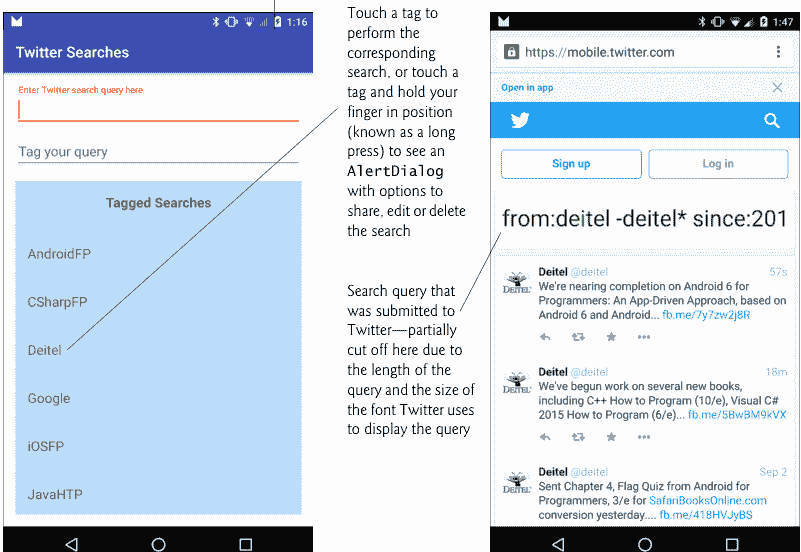 1:16
Twitter Searches
Enter Twitter search query here
Tag your query
Tagged Searches
AndroidFP
CSharpFP
Deitel
Google
iOSFP
JavaHTP
Touch a tag to
perform the
corresponding
search, or touch a
tag and hold your
finger in position
(known as a long
press) to see an
AlertDialog
with options to
share, edit or delete
the search
Search query that
was submitted to
Twitter—partially
cut off here due to
the length of the
query and the size of
the font Twitter uses
to display the query
1:47
https://mobile.twitter.com
Open in app
Sign up
Log in
from:deitel -deitel* since:201
DEITEL
Deitel @deitel 57s
We're nearing completion on Android 6 for
Programmers: An App-Driven Approach, based on
Android 6 and Android... fb.me/7y7zw2j8R
DEITEL
Deitel @deitel 18m
We've begun work on several new books,
including C++ How to Program (10/e), Visual C#
2015 How to Program (6/e)... fb.me/5BwBM9kVX
DEITEL
Deitel @deitel Sep 2
Sent Chapter 4, Flag Quiz from Android for
Programmers, 3/e for SafariBooksOnline.com
conversion yesterday.... fb.me/418HVJyBS